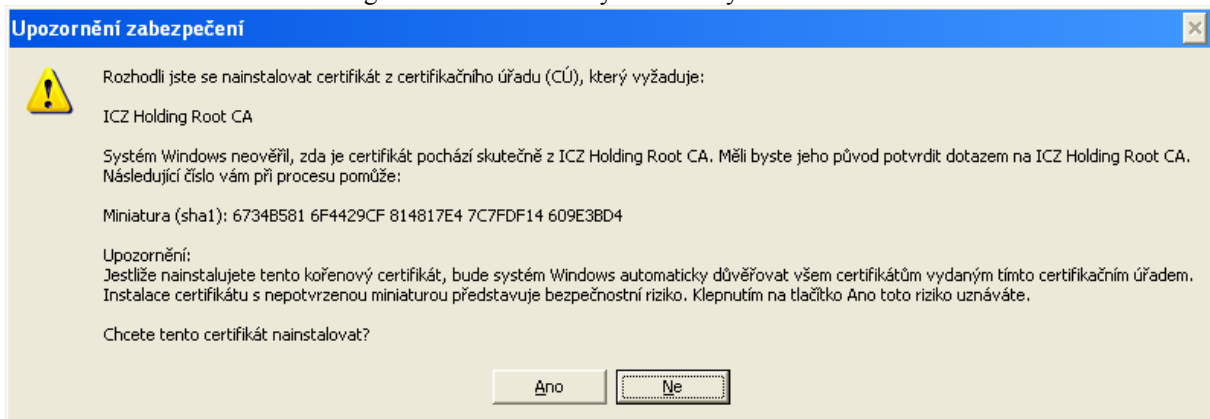 Upozornění zabezpečení
Rozhodli jste se nainstalovat certifikát z certifikačního úřadu (CÚ), který vyžaduje:
ICZ Holding Root CA
Systém Windows neověřil, zda je certifikát pochází skutečně z ICZ Holding Root CA. Měli byste jeho původ potvrdit dotazem na ICZ Holding Root CA.
Následující číslo vám při procesu pomůže:
Miniatura (sha1): 6734B581 6F4429CF 814817E4 7C7FDF14 609E3BD4
Upozornění:
Jestliže nainstalujete tento kořenový certifikát, bude systém Windows automaticky důvěřovat všem certifikátům vydaným tímto certifikačním úřadem.
Instalace certifikátu s nepotvrzenou miniaturou představuje bezpečnostní riziko. Klepnutím na tlačítko Ano toto riziko uznáváte.
Chcete tento certifikát nainstalovat?
Ano Ne